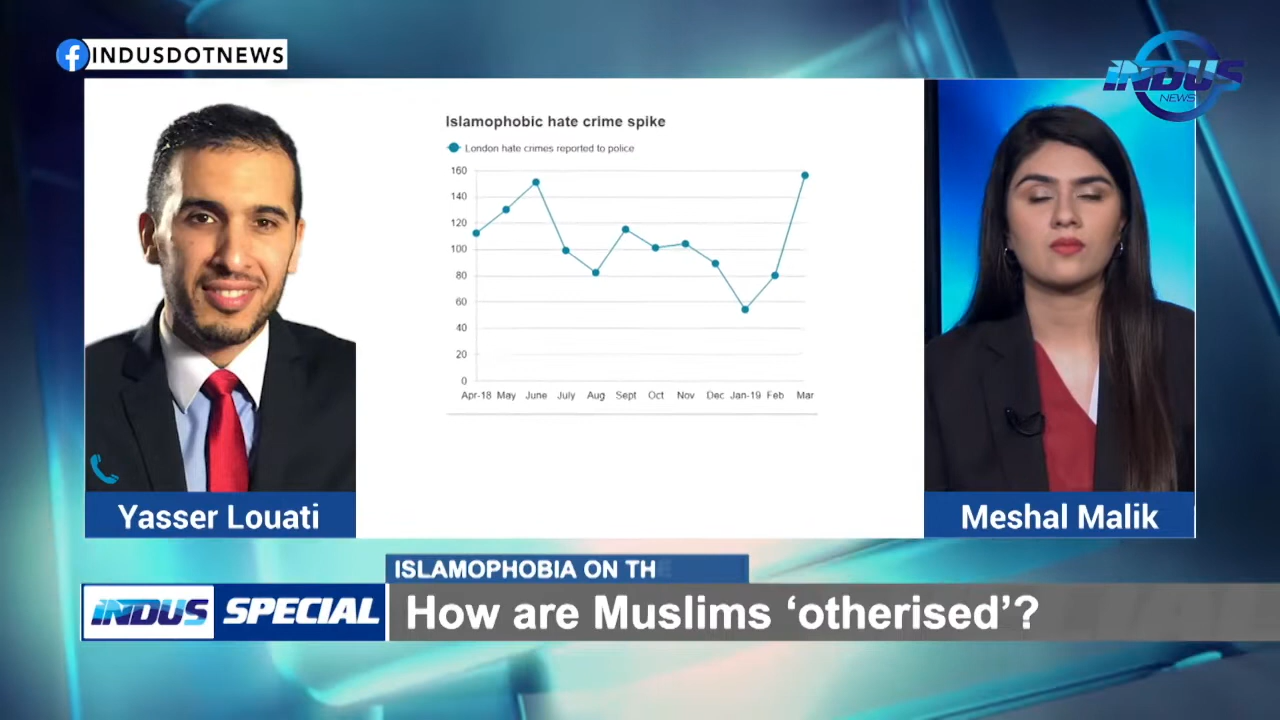 INDUSDOTNEWS
INDUS
NEWS
Islamophobic hate crime spike
London hate crimes reported to police
160
140
120
100
80
60
40
20
0
Apr-18 May June July Aug Sept Oct Nov Dec Jan-19 Feb Mar
Yasser Louati
Meshal Malik
ISLAMOPHOBIA ON TH
INDUS SPECIAL
How are Muslims ‘otherised’?